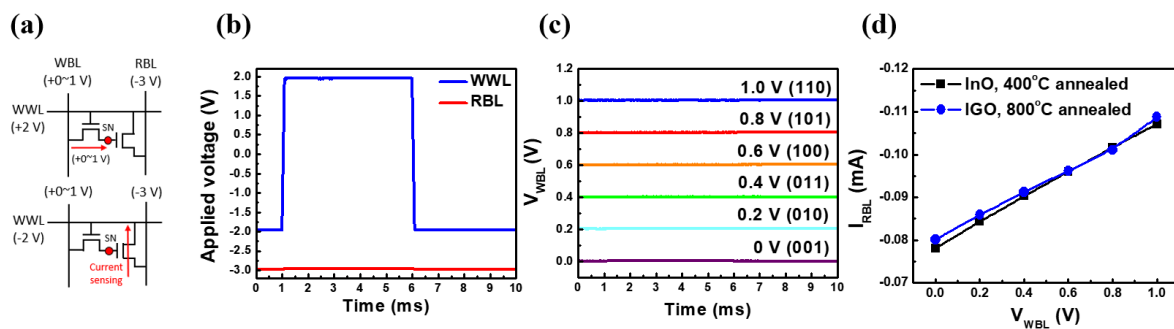 (a)
WBL RBL
(+0~1 V) (-3 V)
WWL
(+2 V)
SN
(+0~1 V)
(+0~1 V) (-3 V)
WWL
(-2 V)
SN
Current
sensing
(b)
Applied voltage (V)
2.0
1.5
1.0
0.5
0.0
-0.5
-1.0
-1.5
-2.0
-2.5
-3.0
WWL
RBL
0 1 2 3 4 5 6 7 8 9 10
Time (ms)
(c)
V_WBL (V)
1.2
1.0
0.8
0.6
0.4
0.2
0.0
1.0 V (110)
0.8 V (101)
0.6 V (100)
0.4 V (011)
0.2 V (010)
0 V (001)
0 1 2 3 4 5 6 7 8 9 10
Time (ms)
(d)
I_RBL (mA)
-0.12
-0.11
-0.10
-0.09
-0.08
-0.07
InO, 400°C annealed
IGO, 800°C annealed
0.0 0.2 0.4 0.6 0.8 1.0
V_WBL (V)